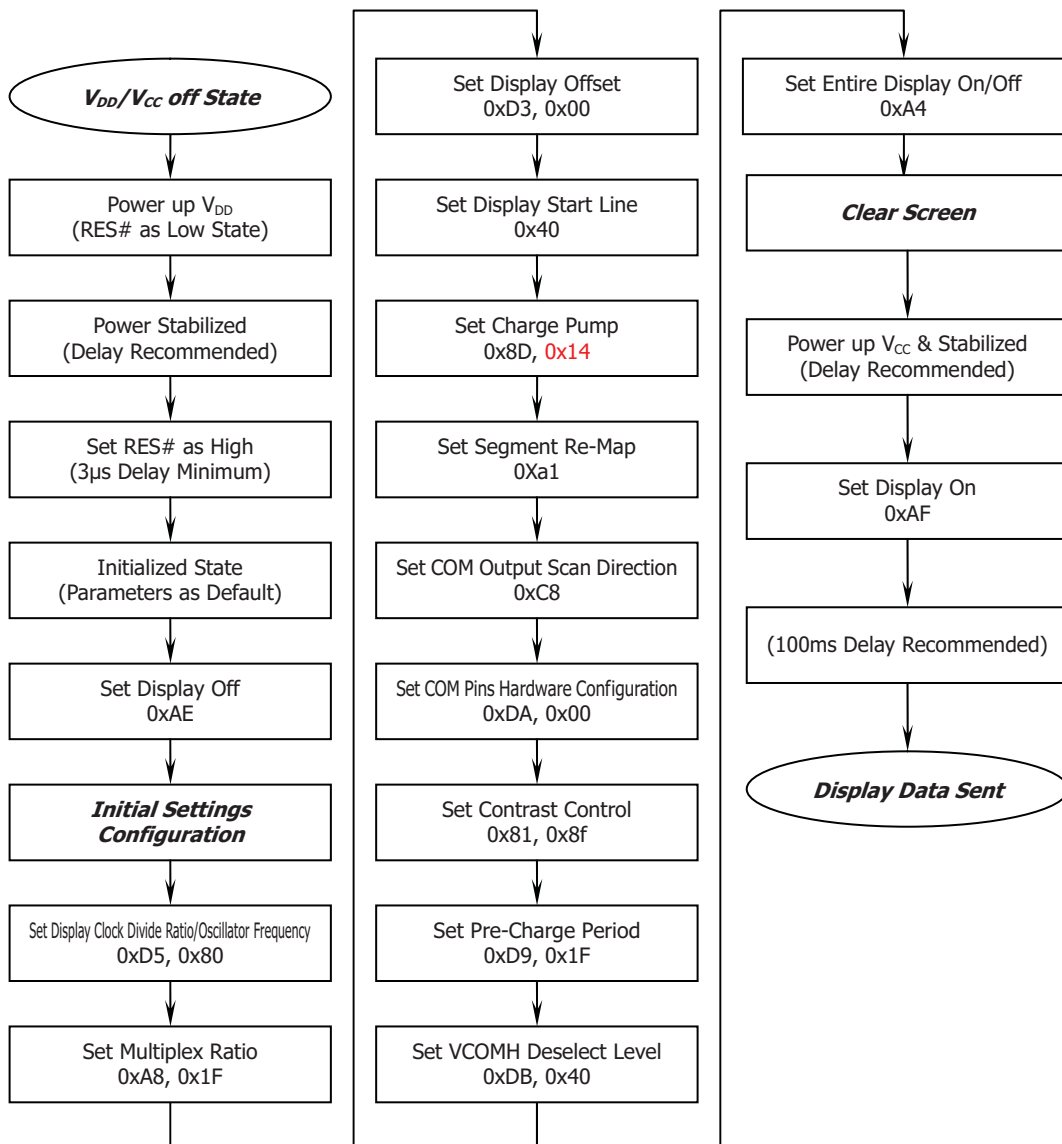 VDD/VCC off State
Power up VDD
(RES# as Low State)
Power Stabilized
(Delay Recommended)
Set RES# as High
(3µs Delay Minimum)
Initialized State
(Parameters as Default)
Set Display Off
0xAE
Initial Settings
Configuration
Set Display Clock Divide Ratio/Oscillator Frequency
0xD5, 0x80
Set Multiplex Ratio
0xA8, 0x1F
Set Display Offset
0xD3, 0x00
Set Display Start Line
0x40
Set Charge Pump
0x8D, 0x14
Set Segment Re-Map
0Xa1
Set COM Output Scan Direction
0xC8
Set COM Pins Hardware Configuration
0xDA, 0x00
Set Contrast Control
0x81, 0x8f
Set Pre-Charge Period
0xD9, 0x1F
Set VCOMH Deselect Level
0xDB, 0x40
Set Entire Display On/Off
0xA4
Clear Screen
Power up VCC & Stabilized
(Delay Recommended)
Set Display On
0xAF
(100ms Delay Recommended)
Display Data Sent